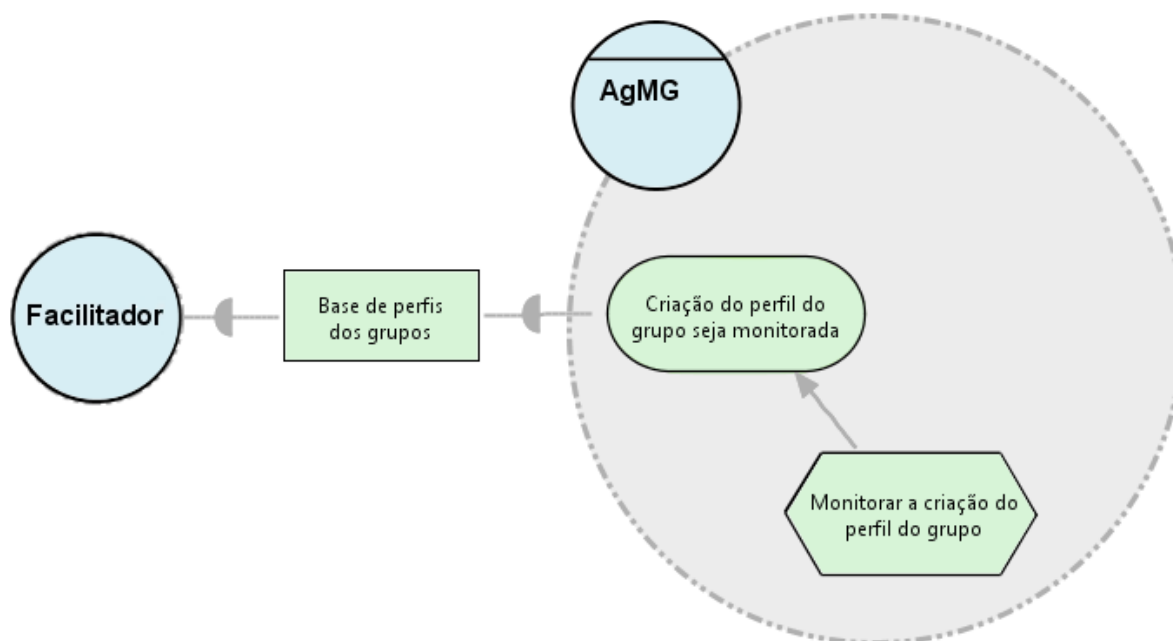 AgMG
Facilitador
Base de perfis
dos grupos
Criação do perfil do
grupo seja monitorada
Monitorar a criação do
perfil do grupo